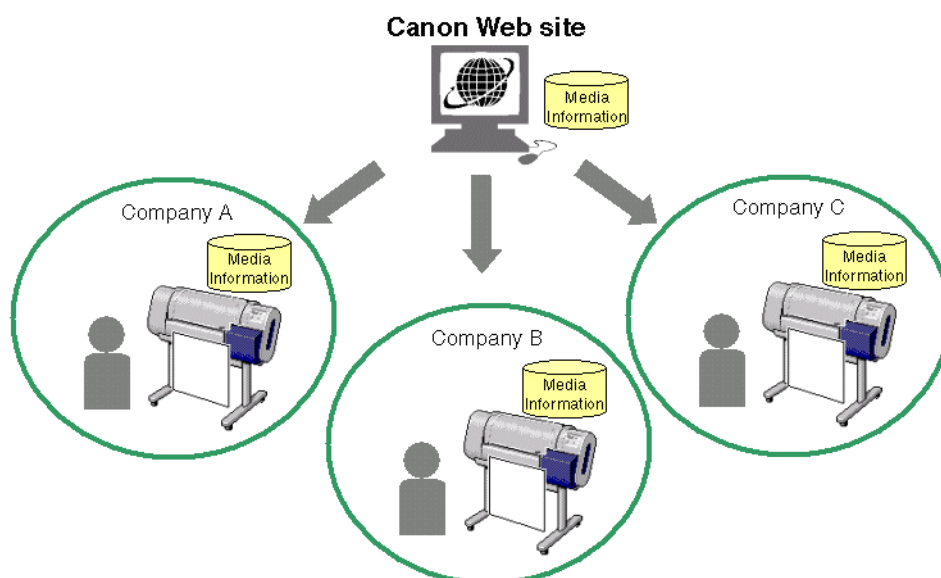 Canon Web site
Media
Information
Company A
Media
Information
Company B
Media
Information
Company C
Media
Information